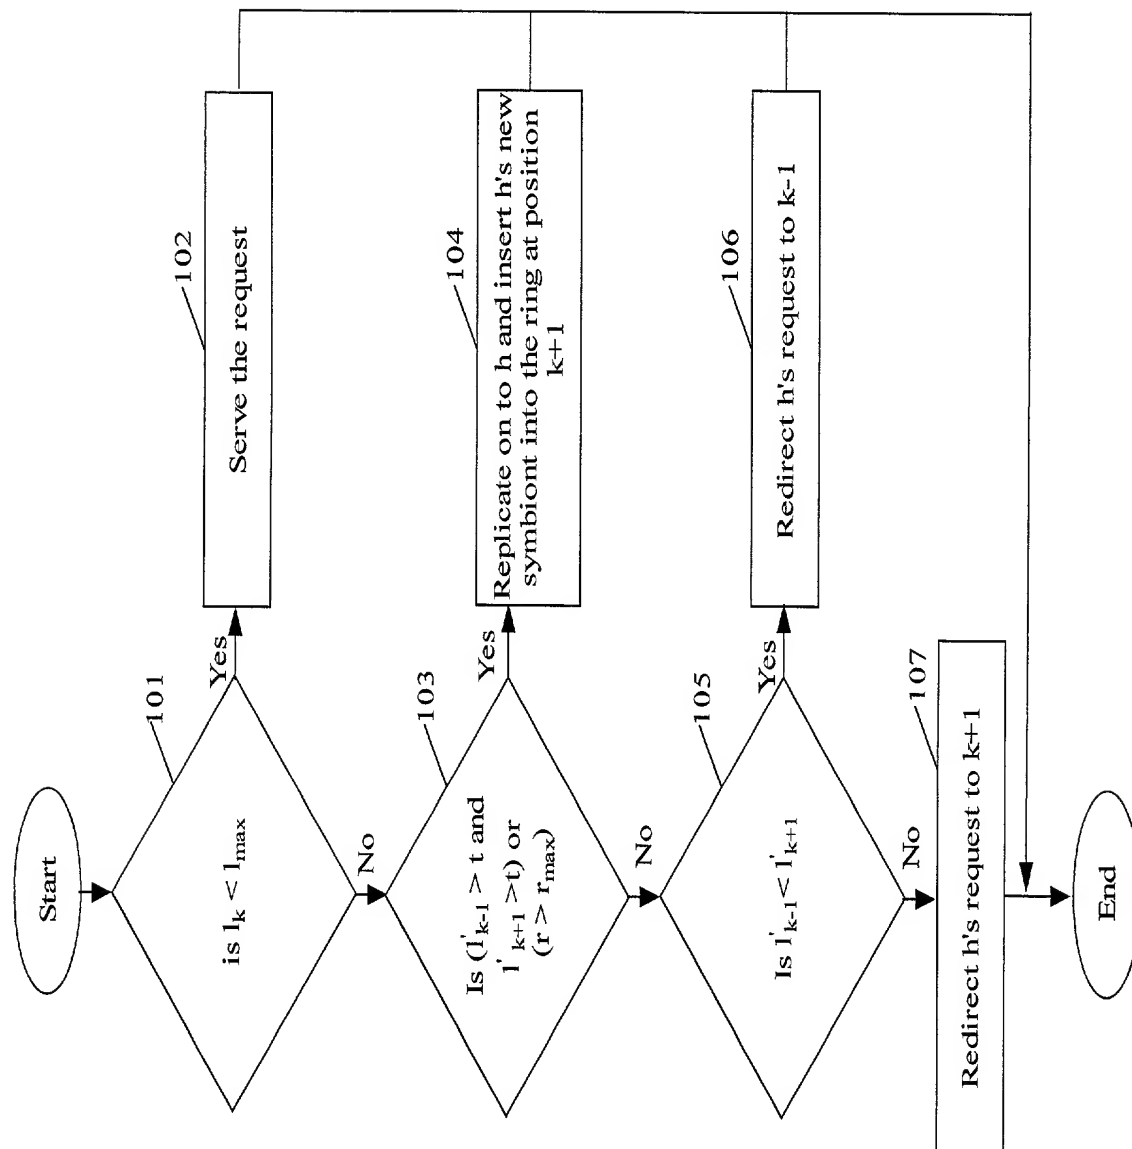 Start
101
is l_k < l_max
Yes
102
Serve the request
No
103
Is (l'_k-1 > t and
l'_k+1 >t) or
(r > r_max)
Yes
104
Replicate on to h and insert h's new
symbiont into the ring at position
k+1
No
105
Is l'_k-1 < l'_k+1
Yes
106
Redirect h's request to k-1
No
107
Redirect h's request to k+1
End